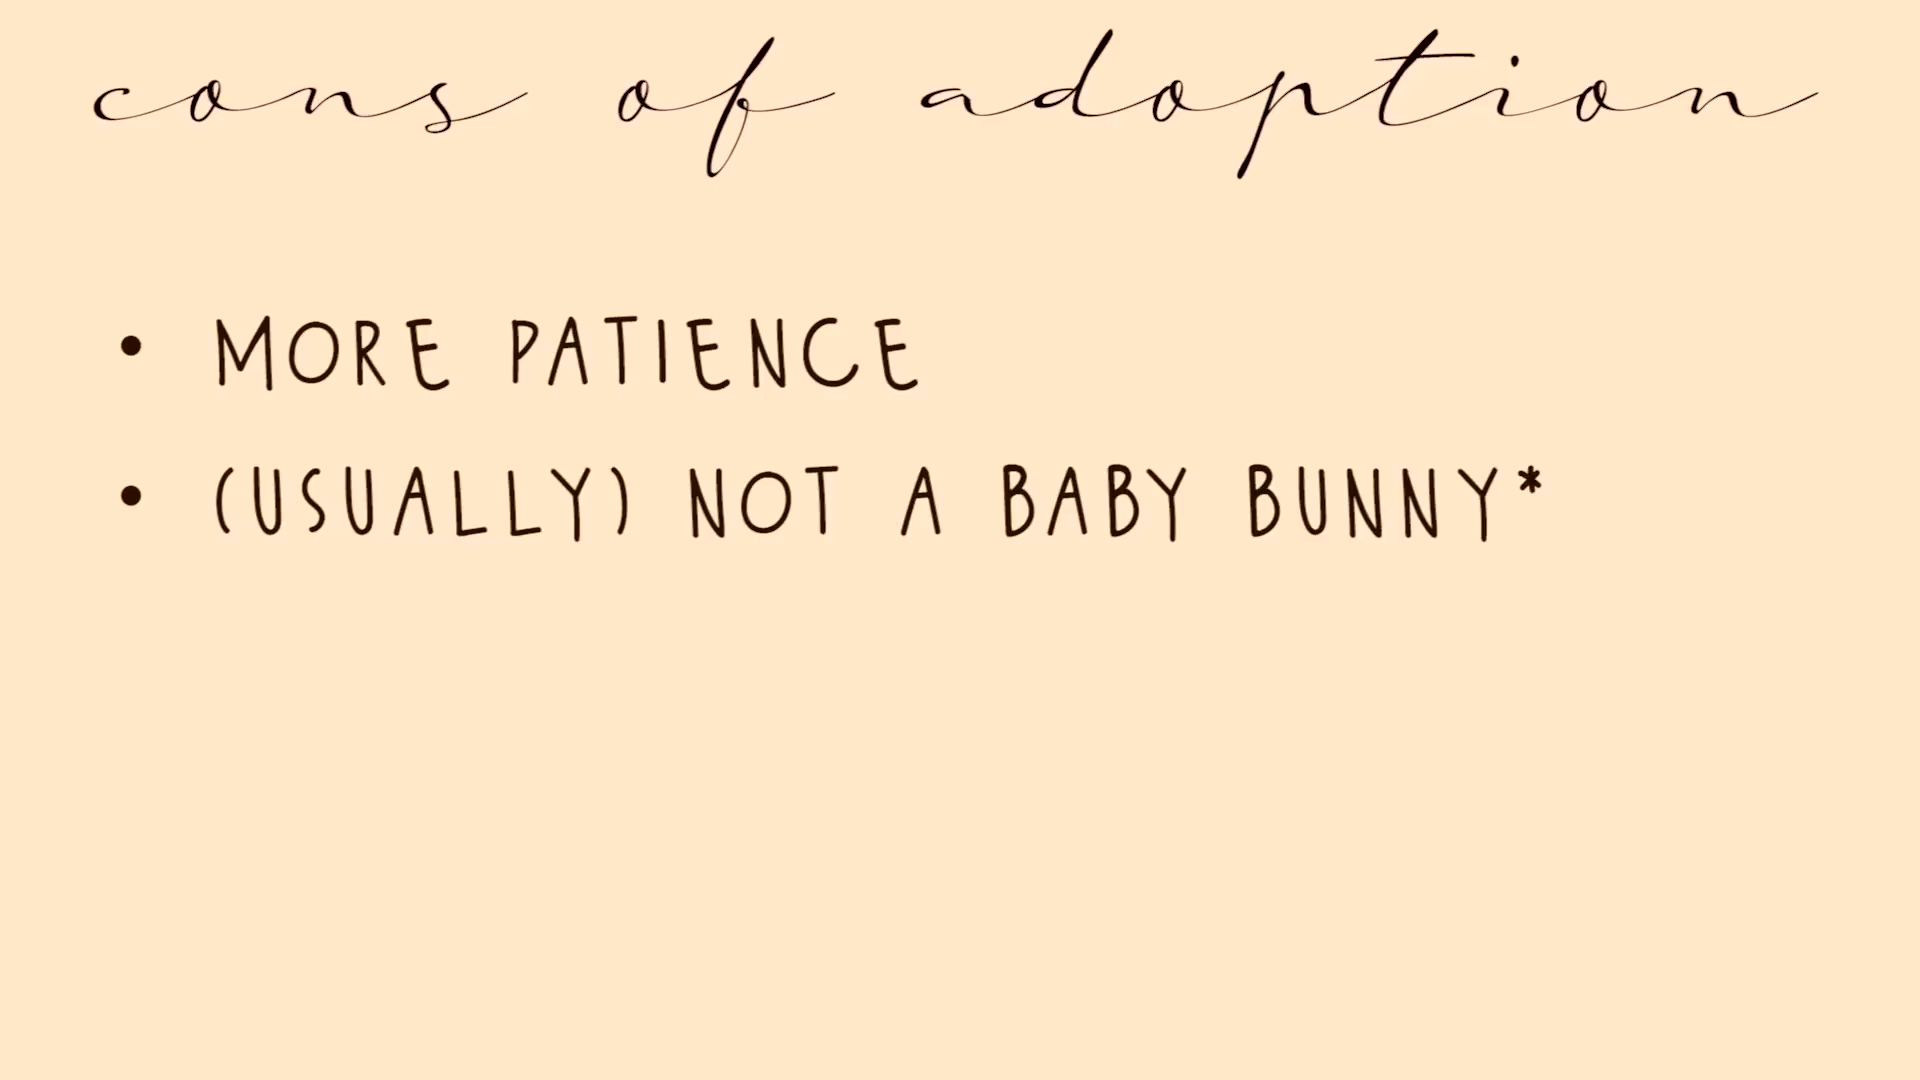 cons of adoption
• MORE PATIENCE
• (USUALLY) NOT A BABY BUNNY*